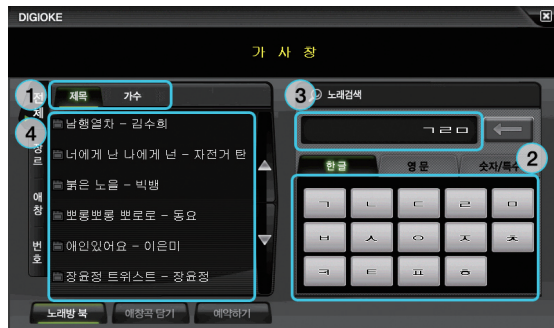 DIGIOKE
가 사 창
1
제목 가수
전체
장르
애창
번호
4
남행열차 – 김수희
너에게 난 나에게 넌 – 자전거 탄
붉은 노을 – 빅뱅
뽀롱뽀롱 뽀로로 – 동요
애인있어요 – 이은미
장윤정 트위스트 – 장윤정
노래방 북 애창곡 담기 예약하기
3
노래검색
ㄱㄹㅁ
한글 영문 숫자/특수
2
ㄱ ㄴ ㄷ ㄹ ㅁ
ㅂ ㅅ ㅇ ㅈ ㅊ
ㅋ ㅌ ㅍ ㅎ